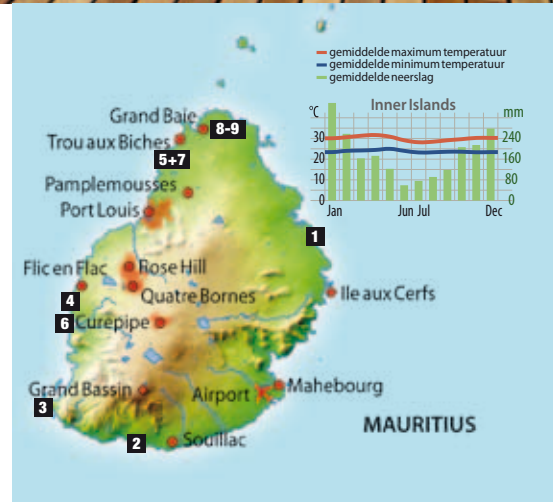 gemiddelde maximum temperatuur
gemiddelde minimum temperatuur
gemiddelde neerslag
Inner Islands
°C
mm
30
20
10
0
240
160
80
0
Jan
Jun Jul
Dec
Grand Baie
8-9
Trou aux Biches
5+7
Pamplemousses
Port Louis
1
Flic en Flac
Rose Hill
4
Quatre Bornes
Ile aux Cerfs
6
Curepipe
Grand Bassin
Airport
Mahebourg
3
MAURITIUS
2
Souillac